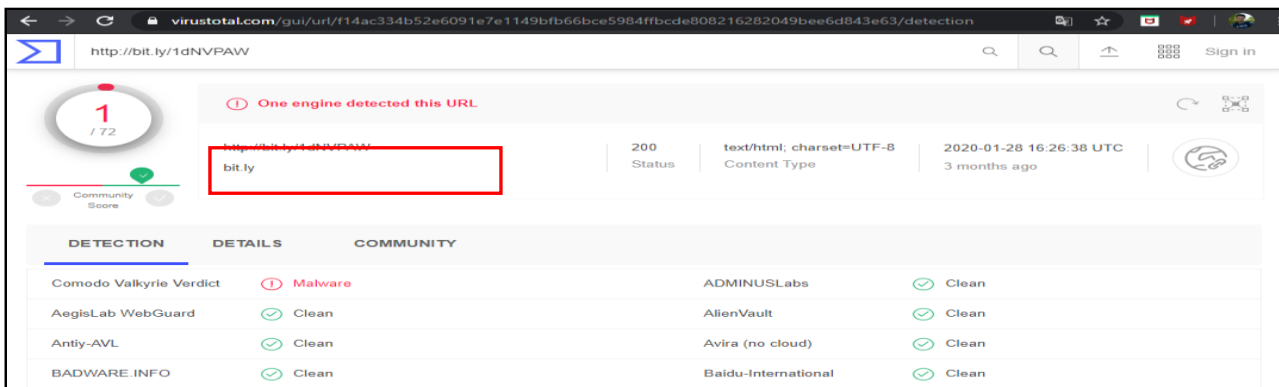 virustotal.com/gui/url/f14ac334b52e6091e7e1149bfb66bce5984ffbcde808216282049bee6d843e63/detection
http://bit.ly/1dNVPAW
Sign in
1
/ 72
One engine detected this URL
http://bit.ly/1dNVPAW
bit.ly
200
Status
text/html; charset=UTF-8
Content Type
2020-01-28 16:26:38 UTC
3 months ago
Community
Score
DETECTION DETAILS COMMUNITY
Comodo Valkyrie Verdict Malware ADMINUSLabs Clean
AegisLab WebGuard Clean AlienVault Clean
Antiy-AVL Clean Avira (no cloud) Clean
BADWARE.INFO Clean Baidu-International Clean